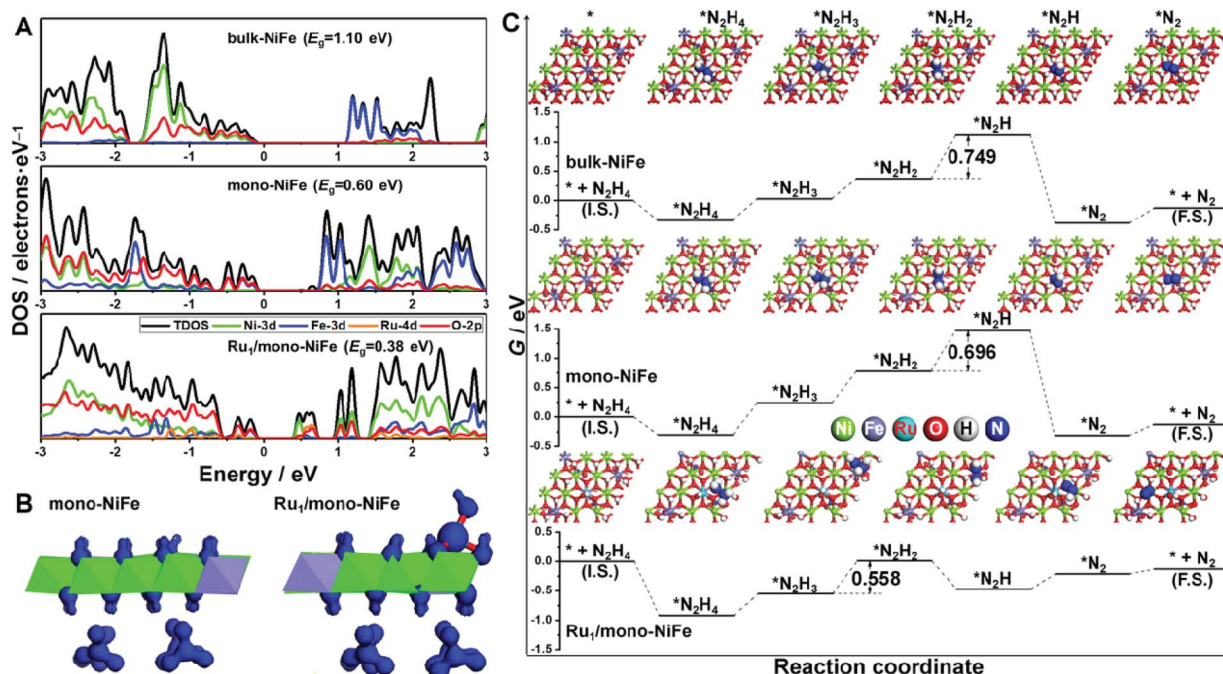 A
bulk-NiFe (Eg=1.10 eV)
-3 -2 -1 0 1 2 3
mono-NiFe (Eg=0.60 eV)
-3 -2 -1 0 1 2 3
TDOS Ni-3d Fe-3d Ru-4d O-2p
Ru₁/mono-NiFe (Eg=0.38 eV)
-3 -2 -1 0 1 2 3
DOS / electrons·eV⁻¹
Energy / eV
B
mono-NiFe Ru₁/mono-NiFe
C
* *N₂H₄ *N₂H₃ *N₂H₂ *N₂H *N₂
1.5
1.0
0.5
0.0
-0.5
bulk-NiFe
* + N₂H₄
(I.S.)
*N₂H₄
*N₂H₃
*N₂H₂
*N₂H
0.749
*N₂
* + N₂
(F.S.)
1.5
1.0
0.5
0.0
-0.5
mono-NiFe
* + N₂H₄
(I.S.)
*N₂H₄
*N₂H₃
*N₂H₂
*N₂H
0.696
*N₂
* + N₂
(F.S.)
Ni Fe Ru O H N
0.5
0.0
-0.5
-1.0
-1.5
* + N₂H₄
(I.S.)
*N₂H₄
*N₂H₃
0.558
*N₂H₂
*N₂H
*N₂
* + N₂
(F.S.)
Ru₁/mono-NiFe
G / eV
Reaction coordinate